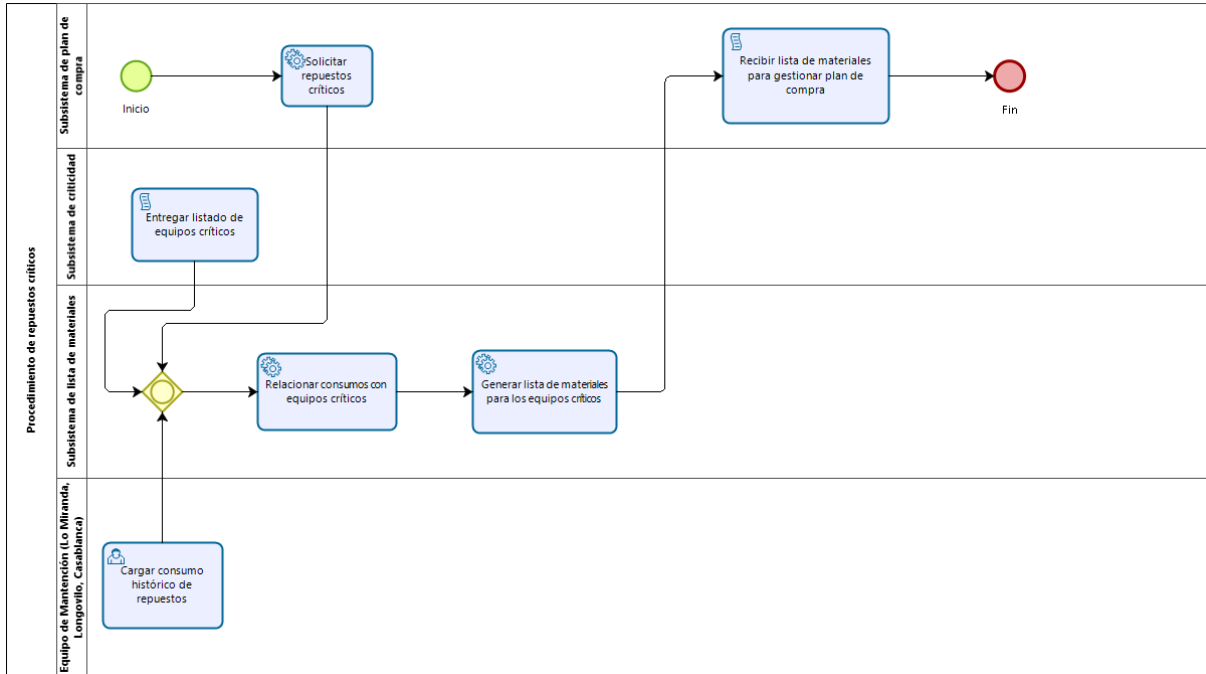 Procedimiento de repuestos críticos
Subsistema de plan de
compra
Inicio
Solicitar
repuestos
críticos
Recibir lista de materiales
para gestionar plan de
compra
Fin
Subsistema de criticidad
Entregar listado de
equipos críticos
Subsistema de lista de materiales
Relacionar consumos con
equipos críticos
Generar lista de materiales
para los equipos críticos
Equipo de Mantención (Lo Miranda,
Longovilo, Casablanca)
Cargar consumo
histórico de
repuestos